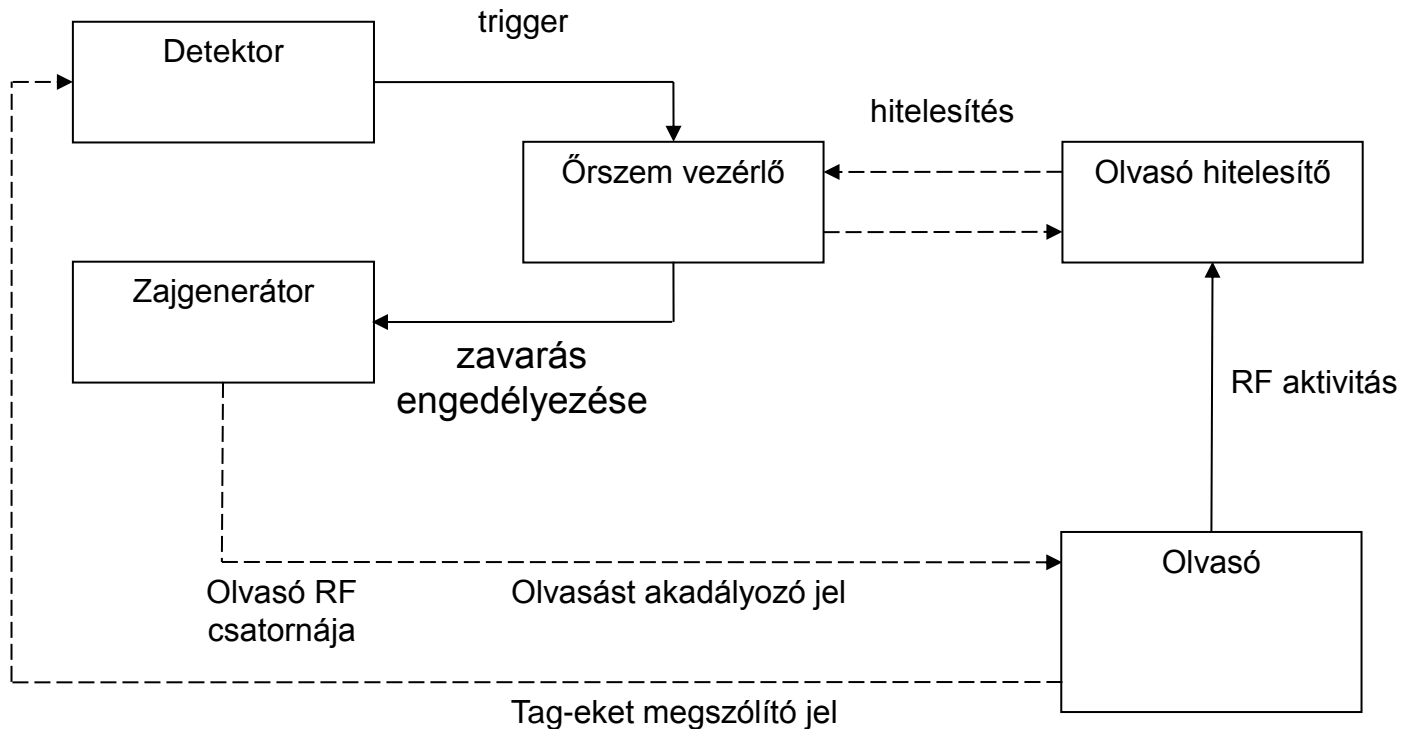 trigger
Detektor
hitelesítés
Őrszem vezérlő
Olvasó hitelesítő
Zajgenerátor
zavarás
engedélyezése
RF aktivitás
Olvasó
Olvasó RF
csatornája
Olvasást akadályozó jel
Tag-eket megszólító jel